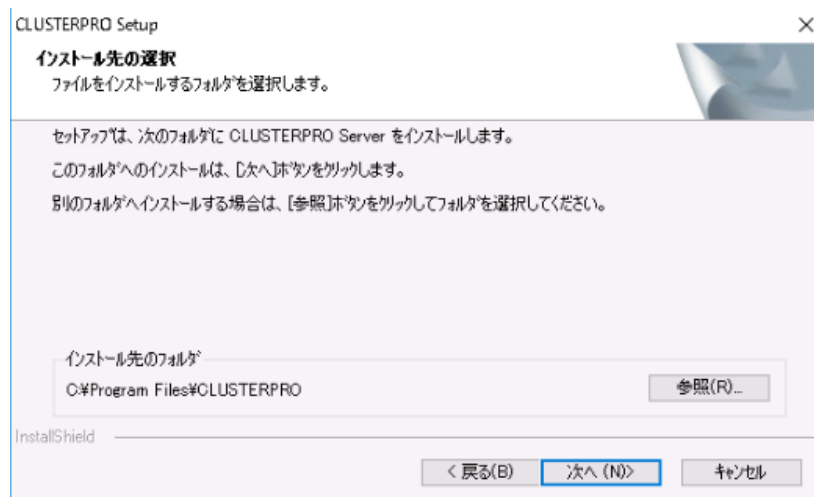 CLUSTERPRO Setup
インストール先の選択
ファイルをインストールするフォルダを選択します。
セットアップは、次のフォルダに CLUSTERPRO Server をインストールします。
このフォルダへのインストールは、[次へ]ボタンをクリックします。
別のフォルダへインストールする場合は、[参照]ボタンをクリックしてフォルダを選択してください。
インストール先のフォルダ
C:¥Program Files¥CLUSTERPRO
参照(R)...
InstallShield
< 戻る(B)
次へ (N)>
キャンセル